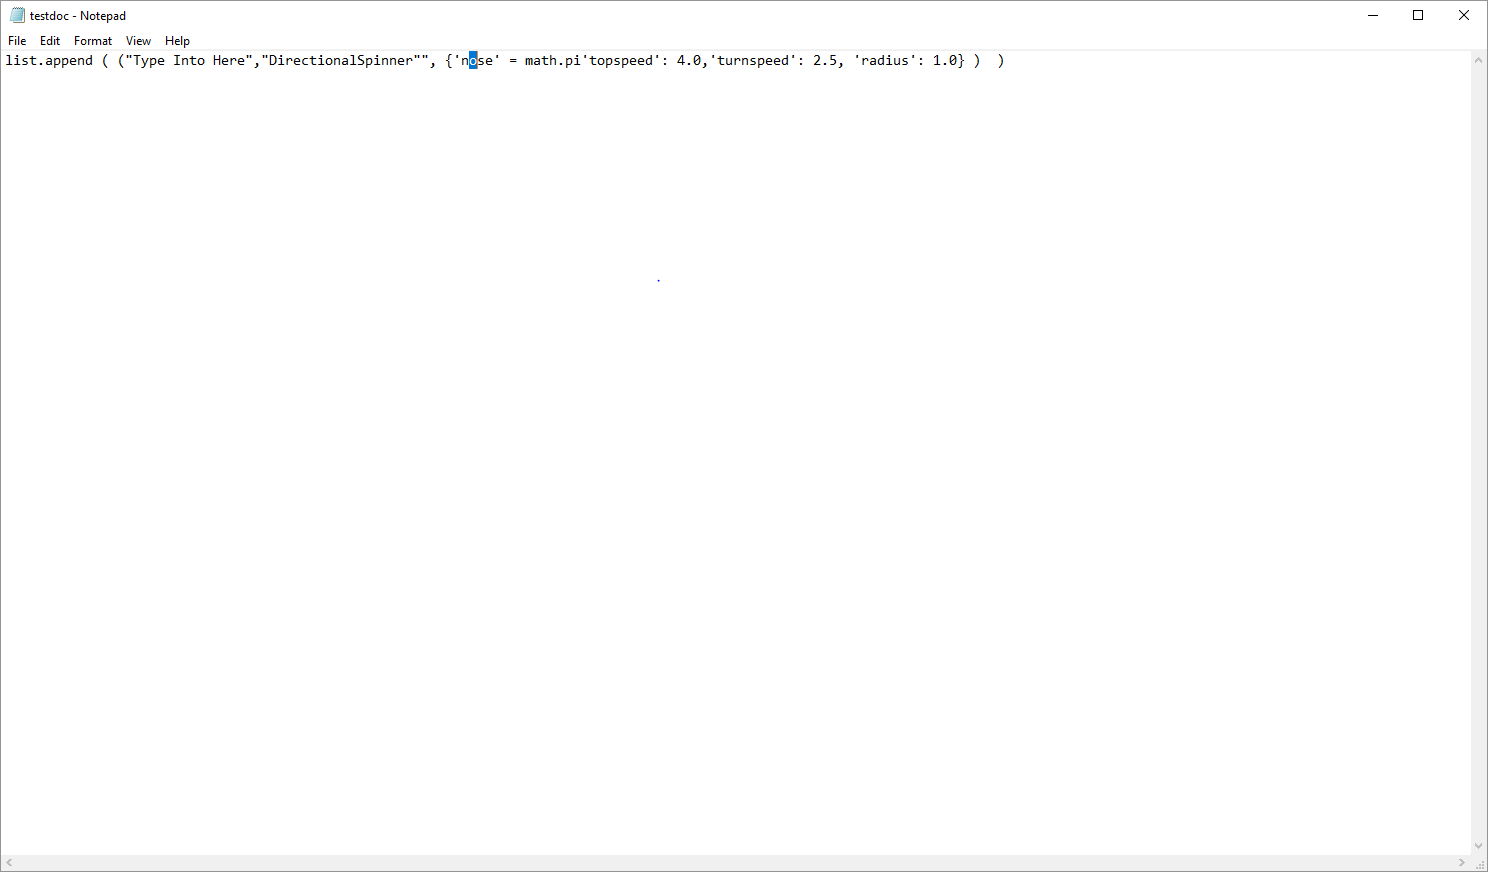 testdoc - Notepad
File Edit Format View Help
list.append ( ("Type Into Here","DirectionalSpinner"", {'nose' = math.pi'topspeed': 4.0,'turnspeed': 2.5, 'radius': 1.0} )  )